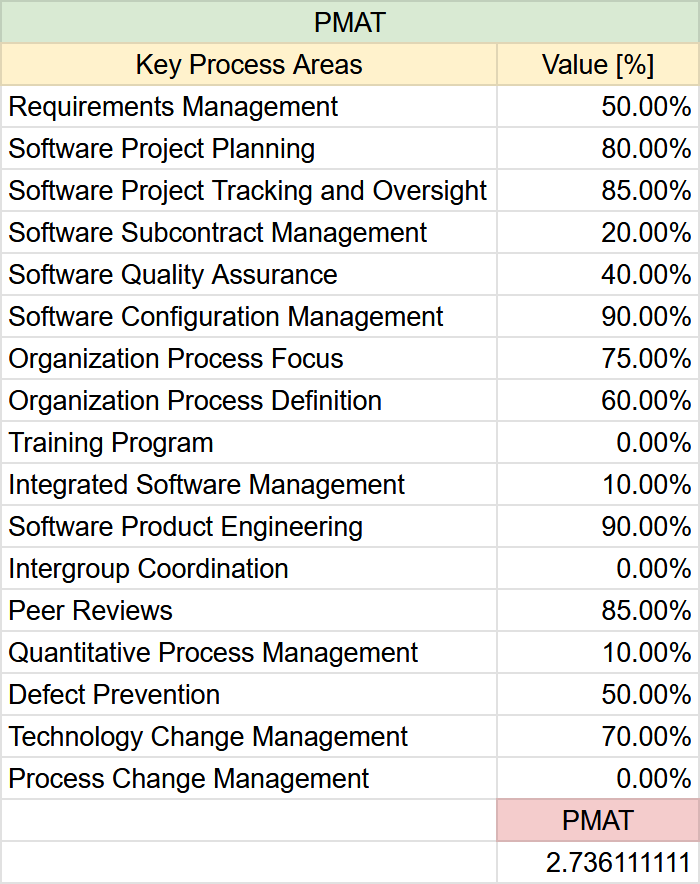 PMAT
Key Process Areas Value [%]
Requirements Management 50.00%
Software Project Planning 80.00%
Software Project Tracking and Oversight 85.00%
Software Subcontract Management 20.00%
Software Quality Assurance 40.00%
Software Configuration Management 90.00%
Organization Process Focus 75.00%
Organization Process Definition 60.00%
Training Program 0.00%
Integrated Software Management 10.00%
Software Product Engineering 90.00%
Intergroup Coordination 0.00%
Peer Reviews 85.00%
Quantitative Process Management 10.00%
Defect Prevention 50.00%
Technology Change Management 70.00%
Process Change Management 0.00%
PMAT
2.736111111